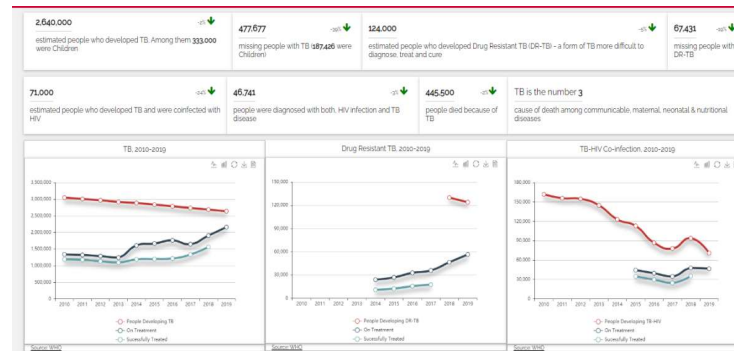 2,640,000
estimated people who developed TB. Among them 333,000
were Children
477,677
missing people with TB (187,426 were
Children)
124,000
estimated people who developed Drug Resistant TB (DR-TB) - a form of TB more difficult to
diagnose, treat and cure
67,431
missing people with
DR-TB
71,000
estimated people who developed TB and were coinfected with
HIV
46,741
people were diagnosed with both, HIV infection and TB
disease
445,500
people died because of
TB
TB is the number 3
cause of death among communicable, maternal, neonatal & nutritional
diseases
TB, 2010-2019
3,500,000
3,000,000
2,500,000
2,000,000
1,500,000
1,000,000
500,000
0
2010 2011 2012 2013 2014 2015 2016 2017 2018 2019
People Developing TB
On Treatment
Sucessfully Treated
Source: WHO
Drug Resistant TB, 2010-2019
150,000
120,000
90,000
60,000
30,000
0
2010 2011 2012 2013 2014 2015 2016 2017 2018 2019
People Developing DR-TB
On Treatment
Sucessfully Treated
Source: WHO
TB-HIV Co-infection, 2010-2019
180,000
150,000
120,000
90,000
60,000
30,000
0
2010 2011 2012 2013 2014 2015 2016 2017 2018 2019
People Developing TB-HIV
On Treatment
Sucessfully Treated
Source: WHO